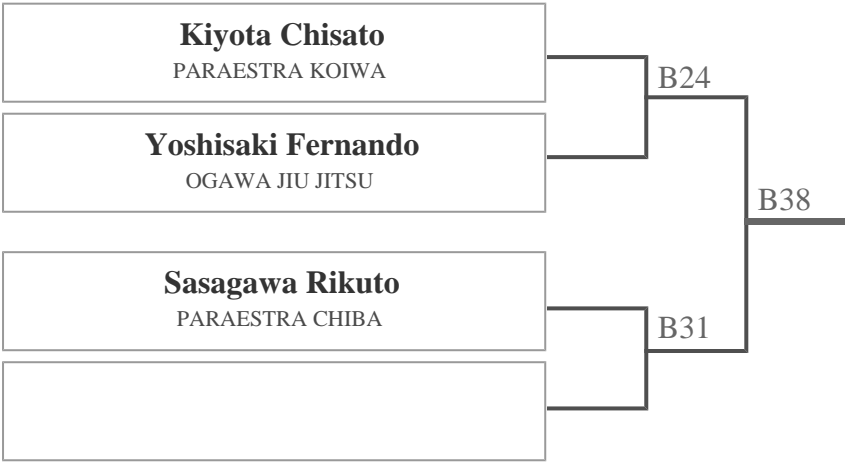 Kiyota Chisato
PARAESTRA KOIWA
B24
Yoshisaki Fernando
OGAWA JIU JITSU
B38
Sasagawa Rikuto
PARAESTRA CHIBA
B31